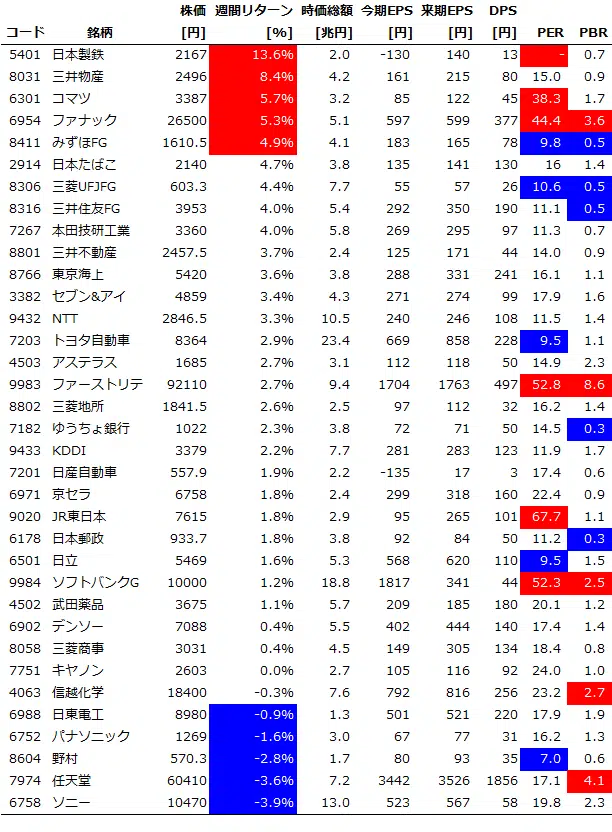 株価 週間リターン 時価総額 今期EPS 来期EPS DPS
コード 銘柄 [円] [%] [兆円] [円] [円] [円] PER PBR
5401 日本製鉄 2167 13.6% 2.0 -130 140 13 - 0.7
8031 三井物産 2496 8.4% 4.2 161 215 80 15.0 0.9
6301 コマツ 3387 5.7% 3.2 85 122 45 38.3 1.7
6954 ファナック 26500 5.3% 5.1 597 599 377 44.4 3.6
8411 みずほFG 1610.5 4.9% 4.1 183 165 78 9.8 0.5
2914 日本たばこ 2140 4.7% 3.8 135 141 130 16 1.4
8306 三菱UFJFG 603.3 4.4% 7.7 55 57 26 10.6 0.5
8316 三井住友FG 3953 4.0% 5.4 292 350 190 11.1 0.5
7267 本田技研工業 3360 4.0% 5.8 269 295 97 11.3 0.7
8801 三井不動産 2457.5 3.7% 2.4 125 171 44 14.0 0.9
8766 東京海上 5420 3.6% 3.8 288 331 241 16.1 1.1
3382 セブン&アイ 4859 3.4% 4.3 271 274 99 17.9 1.6
9432 NTT 2846.5 3.3% 10.5 240 246 108 11.5 1.4
7203 トヨタ自動車 8364 2.9% 23.4 669 858 228 9.5 1.1
4503 アステラス 1685 2.7% 3.1 112 118 50 14.9 2.3
9983 ファーストリテ 92110 2.7% 9.4 1704 1763 497 52.8 8.6
8802 三菱地所 1841.5 2.6% 2.5 97 112 32 16.2 1.4
7182 ゆうちょ銀行 1022 2.3% 3.8 72 71 50 14.5 0.3
9433 KDDI 3379 2.2% 7.7 281 283 123 11.9 1.7
7201 日産自動車 557.9 1.9% 2.2 -135 17 3 17.4 0.6
6971 京セラ 6758 1.8% 2.4 299 318 160 22.4 0.9
9020 JR東日本 7615 1.8% 2.9 95 265 101 67.7 1.1
6178 日本郵政 933.7 1.8% 3.8 92 84 50 11.2 0.3
6501 日立 5469 1.6% 5.3 568 620 110 9.5 1.5
9984 ソフトバンクG 10000 1.2% 18.8 1817 341 44 52.3 2.5
4502 武田薬品 3675 1.1% 5.7 209 185 180 20.1 1.2
6902 デンソー 7088 0.4% 5.5 402 444 140 17.4 1.4
8058 三菱商事 3031 0.4% 4.5 149 305 134 18.4 0.8
7751 キヤノン 2603 0.0% 2.7 105 116 92 24.0 1.0
4063 信越化学 18400 -0.3% 7.6 792 816 256 23.2 2.7
6988 日東電工 8980 -0.9% 1.3 501 521 220 17.9 1.9
6752 パナソニック 1269 -1.6% 3.0 67 77 31 16.2 1.3
8604 野村 570.3 -2.8% 1.7 80 93 35 7.0 0.6
7974 任天堂 60410 -3.6% 7.2 3442 3526 1856 17.1 4.1
6758 ソニー 10470 -3.9% 13.0 523 567 58 19.8 2.3